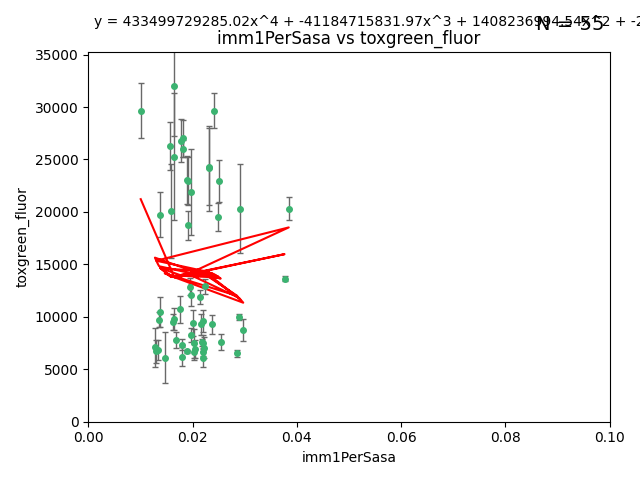 y = 433499729285.02x^4 + -41184715831.97x^3 +
N = 55
imm1PerSasa vs toxgreen_fluor
35000
30000
25000
20000
15000
10000
5000
0
toxgreen_fluor
0.00 0.02 0.04 0.06 0.08 0.10
imm1PerSasa